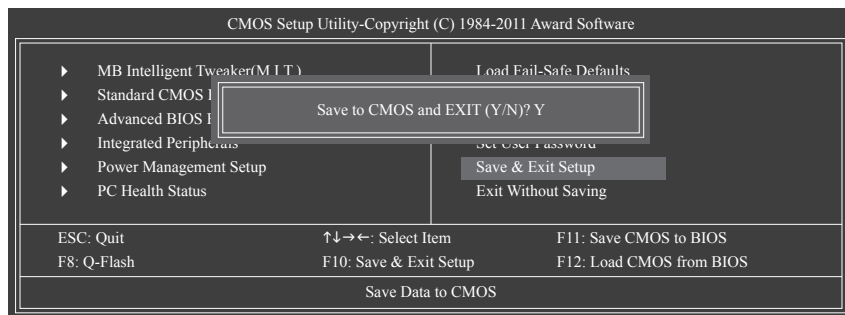 CMOS Setup Utility-Copyright (C) 1984-2011 Award Software
MB Intelligent Tweaker(M.I.T.)
Standard CMOS
Advanced BIOS
Integrated Peripherals
Power Management Setup
PC Health Status
Load Fail-Safe Defaults
Save to CMOS and EXIT (Y/N)? Y
Set User Password
Save & Exit Setup
Exit Without Saving
ESC: Quit ↑↓→←: Select Item F11: Save CMOS to BIOS
F8: Q-Flash F10: Save & Exit Setup F12: Load CMOS from BIOS
Save Data to CMOS